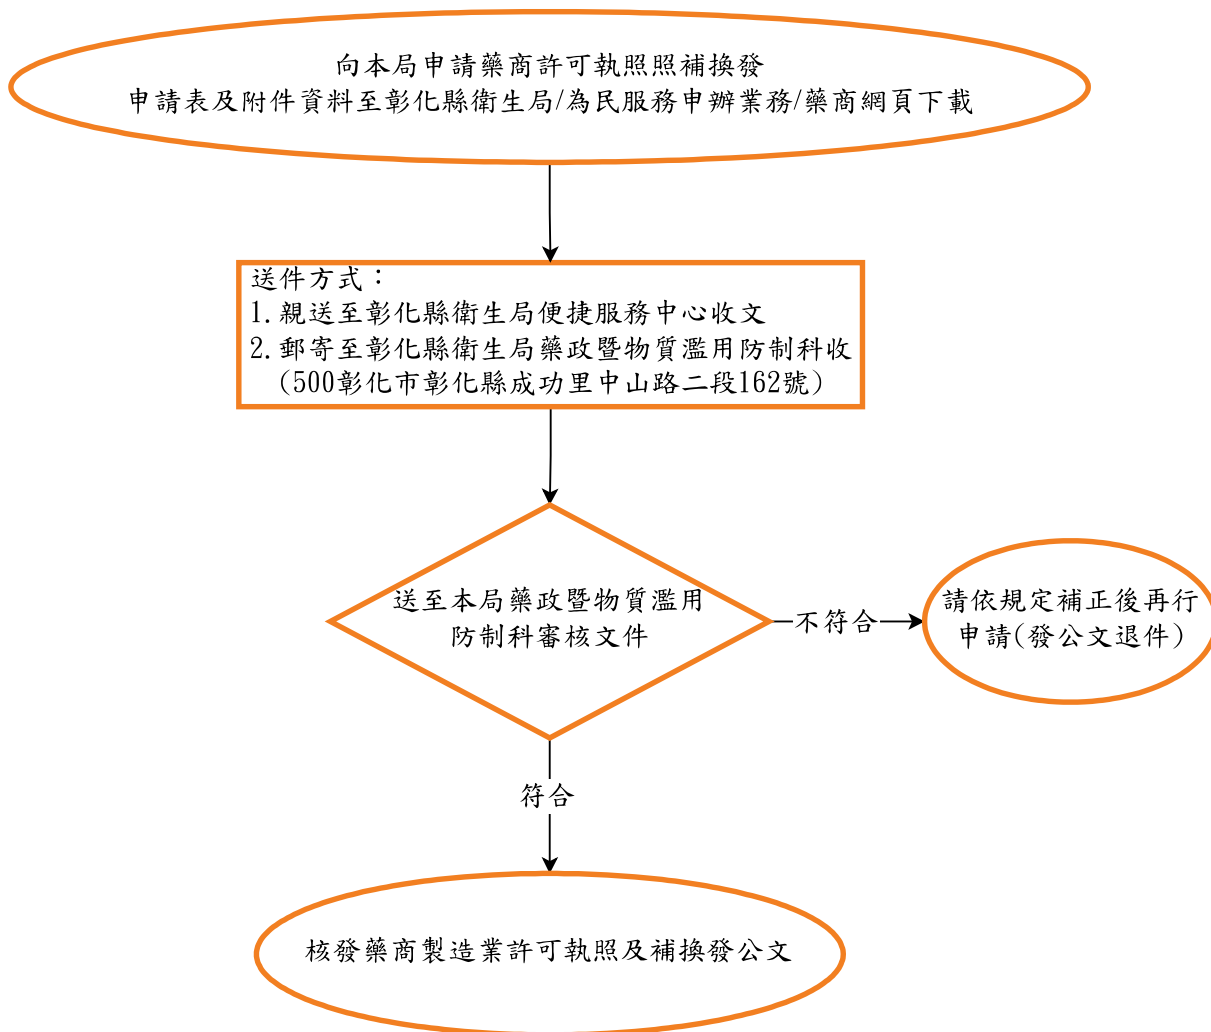 向本局申請藥商許可執照照補換發
申請表及附件資料至彰化縣衛生局/為民服務申辦業務/藥商網頁下載
送件方式：
1.親送至彰化縣衛生局便捷服務中心收文
2.郵寄至彰化縣衛生局藥政暨物質濫用防制科收
(500彰化市彰化縣成功里中山路二段162號)
送至本局藥政暨物質濫用
防制科審核文件
不符合
請依規定補正後再行
申請(發公文退件)
符合
核發藥商製造業許可執照及補換發公文